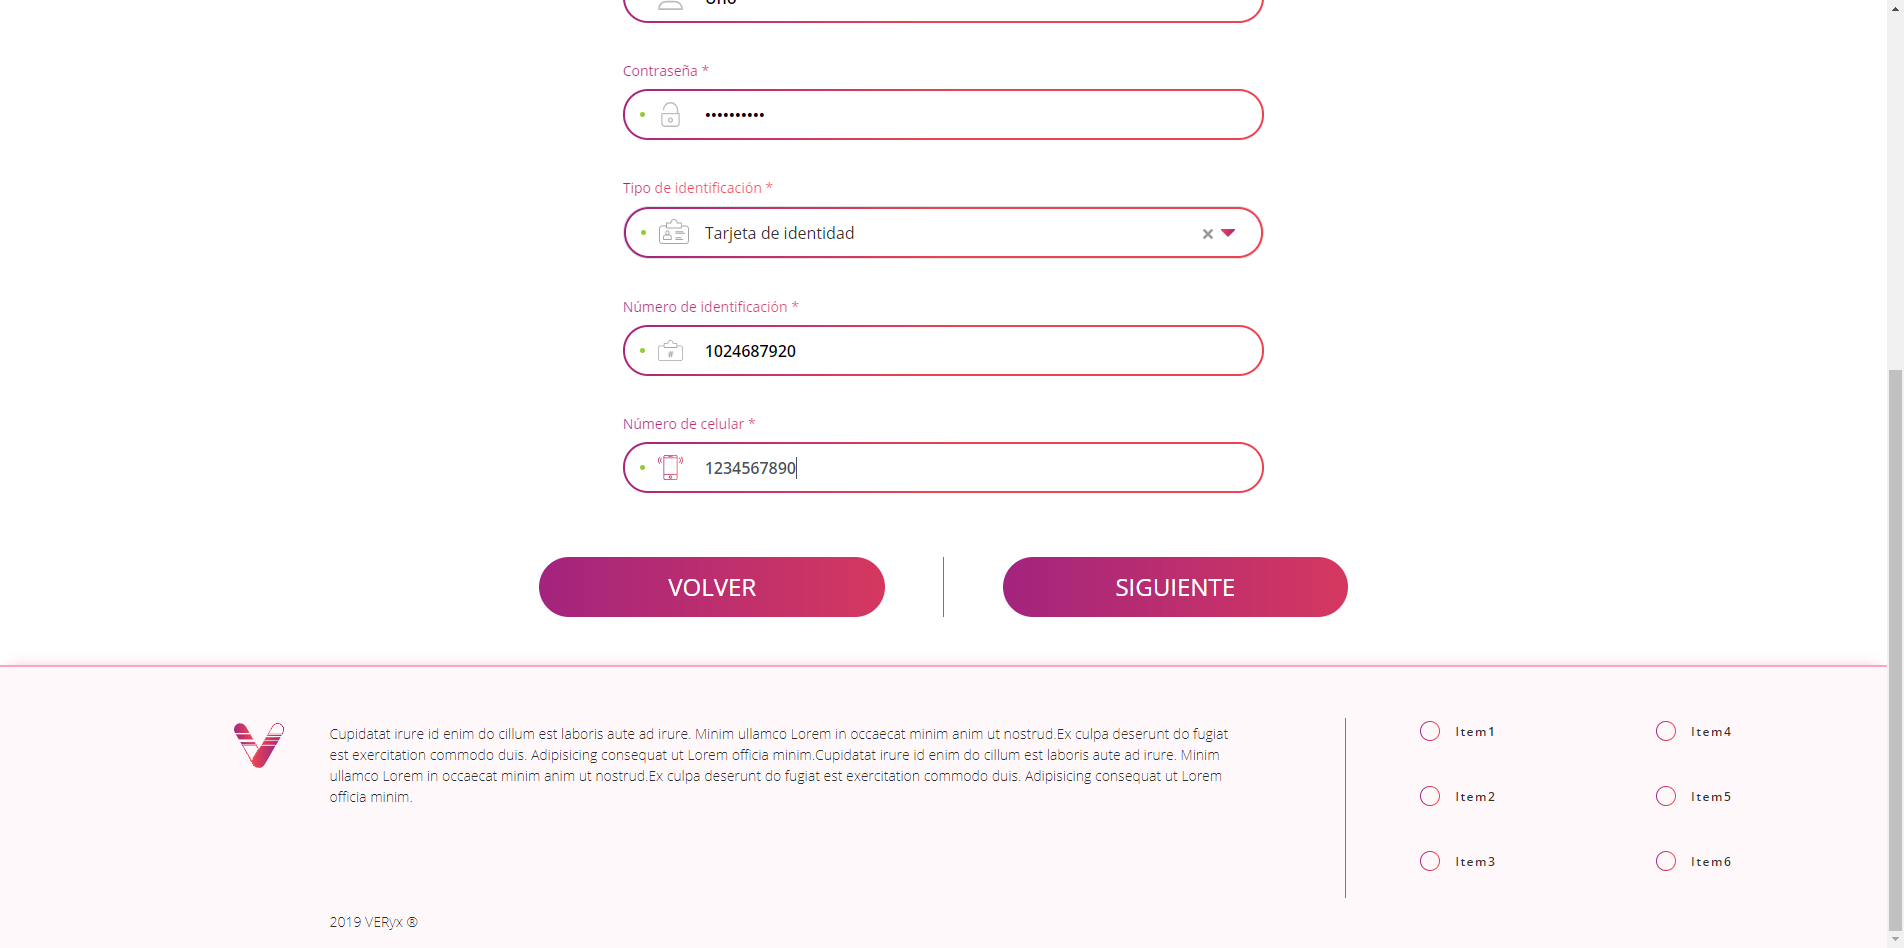 Uno
Contraseña *
••••••••••
Tipo de identificación *
Tarjeta de identidad
Número de identificación *
#
1024687920
Número de celular *
1234567890
VOLVER
SIGUIENTE
Cupidatat irure id enim do cillum est laboris aute ad irure. Minim ullamco Lorem in occaecat minim anim ut nostrud.Ex culpa deserunt do fugiat
est exercitation commodo duis. Adipisicing consequat ut Lorem officia minim.Cupidatat irure id enim do cillum est laboris aute ad irure. Minim
ullamco Lorem in occaecat minim anim ut nostrud.Ex culpa deserunt do fugiat est exercitation commodo duis. Adipisicing consequat ut Lorem
officia minim.
Item1
Item4
Item2
Item5
Item3
Item6
2019 VERyx ®